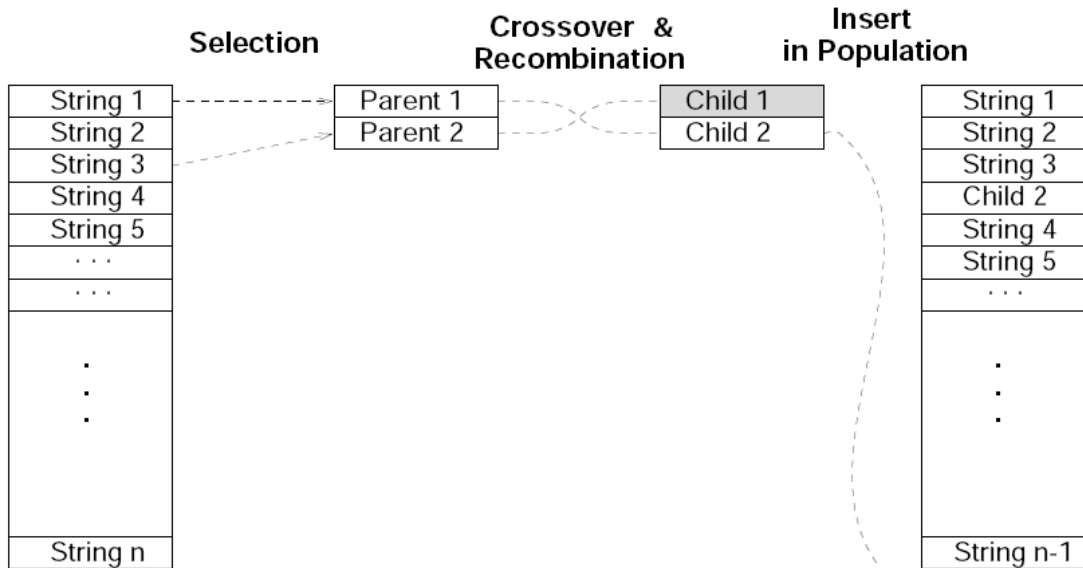 Selection
Crossover &
Recombination
Insert
in Population
String 1
String 2
String 3
String 4
String 5
. . .
. . .
.
.
.
String n
Parent 1
Parent 2
Child 1
Child 2
String 1
String 2
String 3
Child 2
String 4
String 5
. . .
.
.
.
String n-1